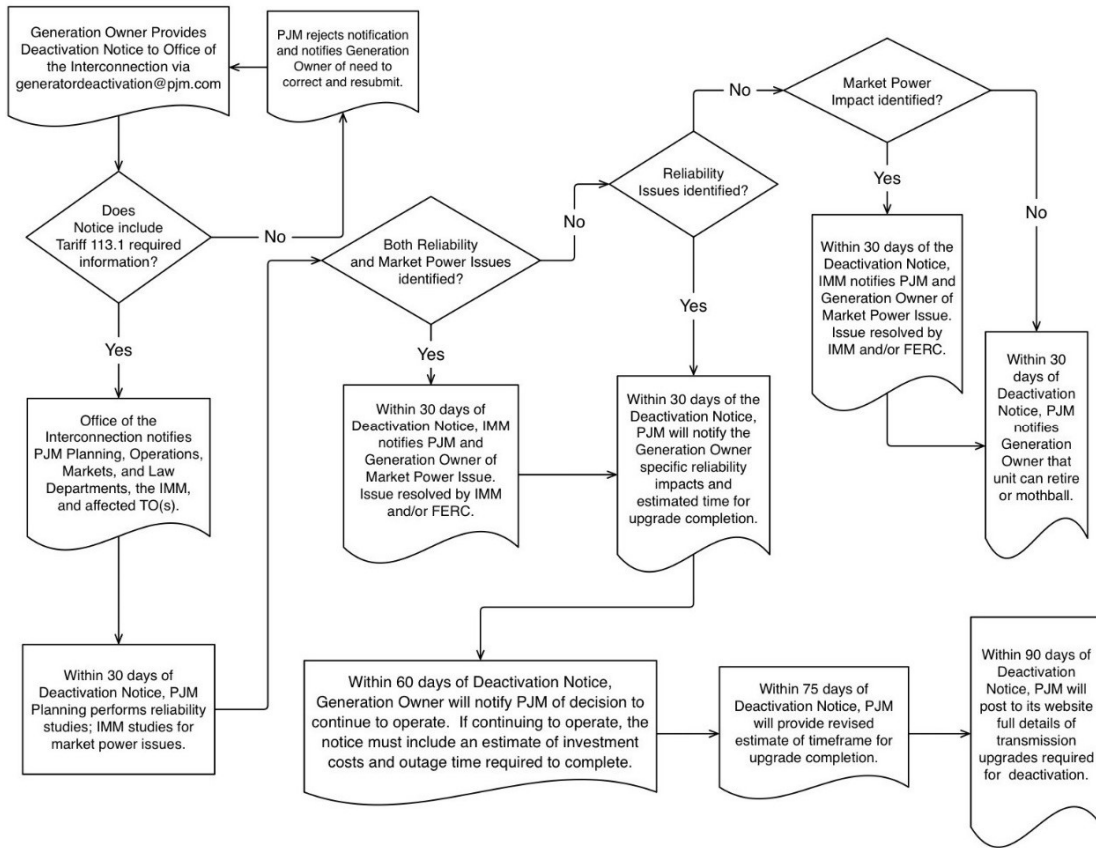 Generation Owner Provides
Deactivation Notice to Office of
the Interconnection via
generatordeactivation@pjm.com
PJM rejects notification
and notifies Generation
Owner of need to
correct and resubmit.
Does
Notice include
Tariff 113.1 required
information?
No
Yes
Office of the
Interconnection notifies
PJM Planning, Operations,
Markets, and Law
Departments, the IMM,
and affected TO(s).
Within 30 days of
Deactivation Notice, PJM
Planning performs reliability
studies; IMM studies for
market power issues.
Both Reliability
and Market Power Issues
identified?
No
Yes
Within 30 days of
Deactivation Notice, IMM
notifies PJM and
Generation Owner of
Market Power Issue.
Issue resolved by IMM
and/or FERC.
Reliability
Issues identified?
No
Yes
Within 30 days of the
Deactivation Notice,
PJM will notify the
Generation Owner
specific reliability
impacts and
estimated time for
upgrade completion.
Market Power
Impact identified?
Yes
No
Within 30 days of the
Deactivation Notice,
IMM notifies PJM and
Generation Owner of
Market Power Issue.
Issue resolved by
IMM and/or FERC.
Within 30
days of
Deactivation
Notice, PJM
notifies
Generation
Owner that
unit can retire
or mothball.
Within 60 days of Deactivation Notice,
Generation Owner will notify PJM of decision to
continue to operate. If continuing to operate, the
notice must include an estimate of investment
costs and outage time required to complete.
Within 75 days of
Deactivation Notice, PJM
will provide revised
estimate of timeframe for
upgrade completion.
Within 90 days of
Deactivation
Notice, PJM will
post to its website
full details of
transmission
upgrades required
for deactivation.